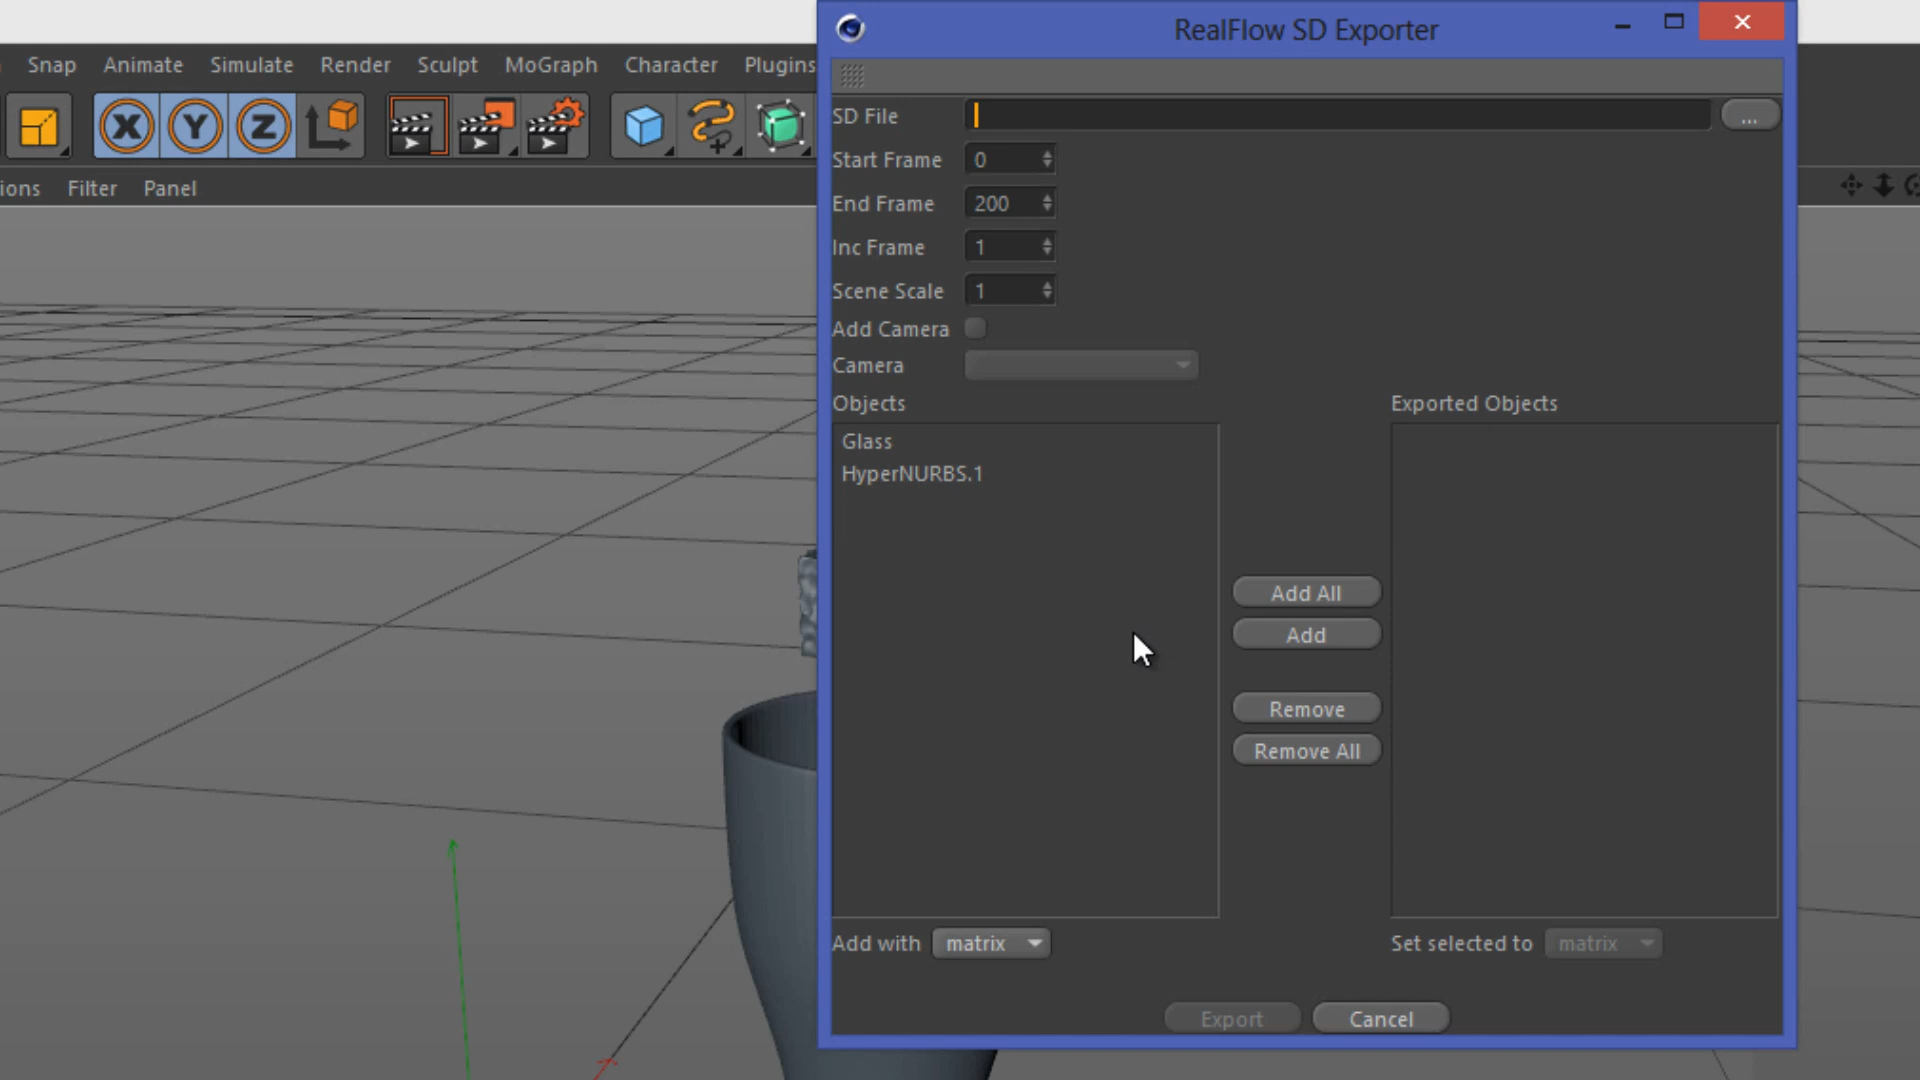 RealFlow SD Exporter
Snap Animate Simulate Render Sculpt MoGraph Character Plugins
X Y Z
SD File ...
Start Frame 0
ions Filter Panel
End Frame 200
Inc Frame 1
Scene Scale 1
Add Camera
Camera
Objects Exported Objects
Glass
HyperNURBS.1
Add All
Add
Remove
Remove All
Add with matrix Set selected to matrix
Export Cancel